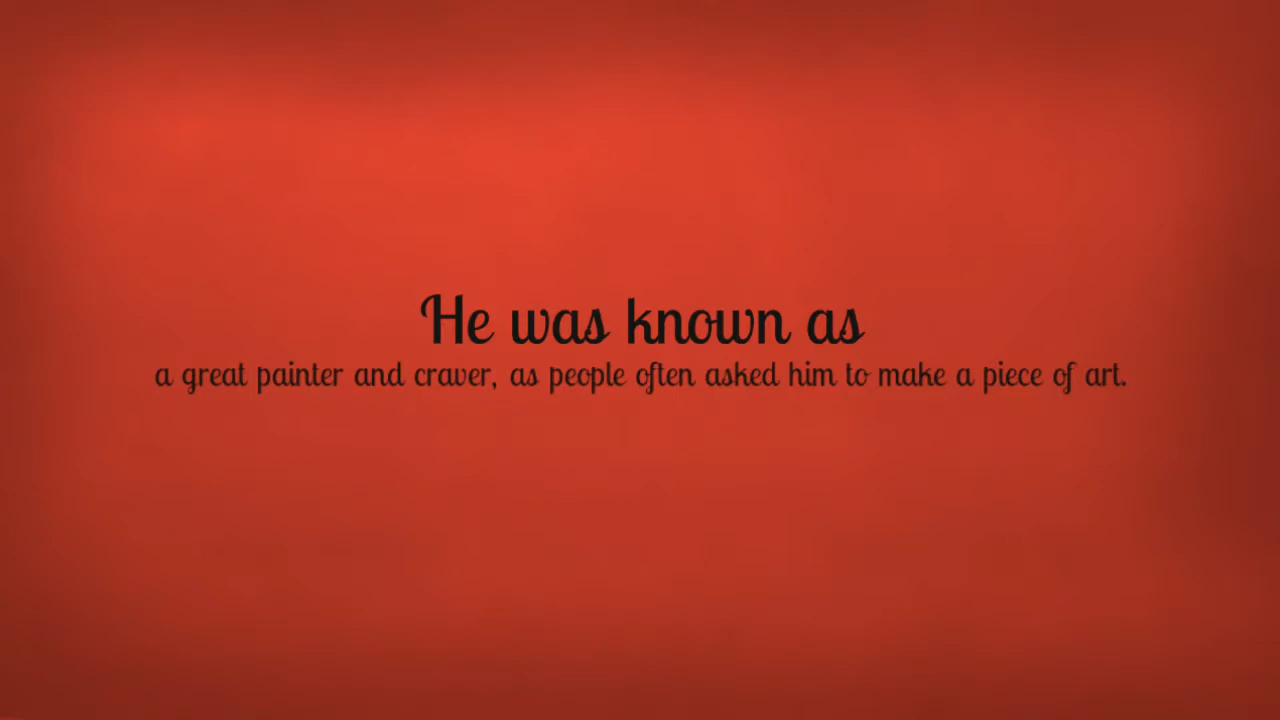 He was known as
a great painter and craver, as people often asked him to make a piece of art.